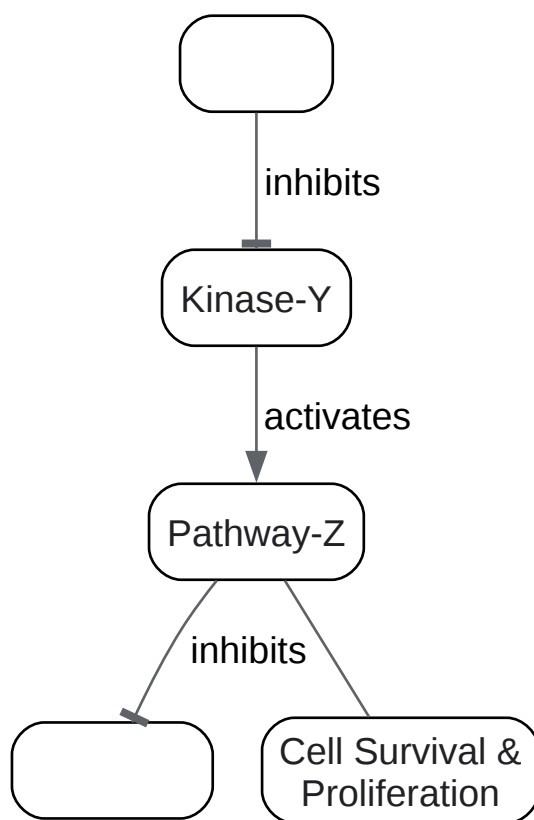 inhibits
Kinase-Y
activates
Pathway-Z
inhibits
Cell Survival &
Proliferation